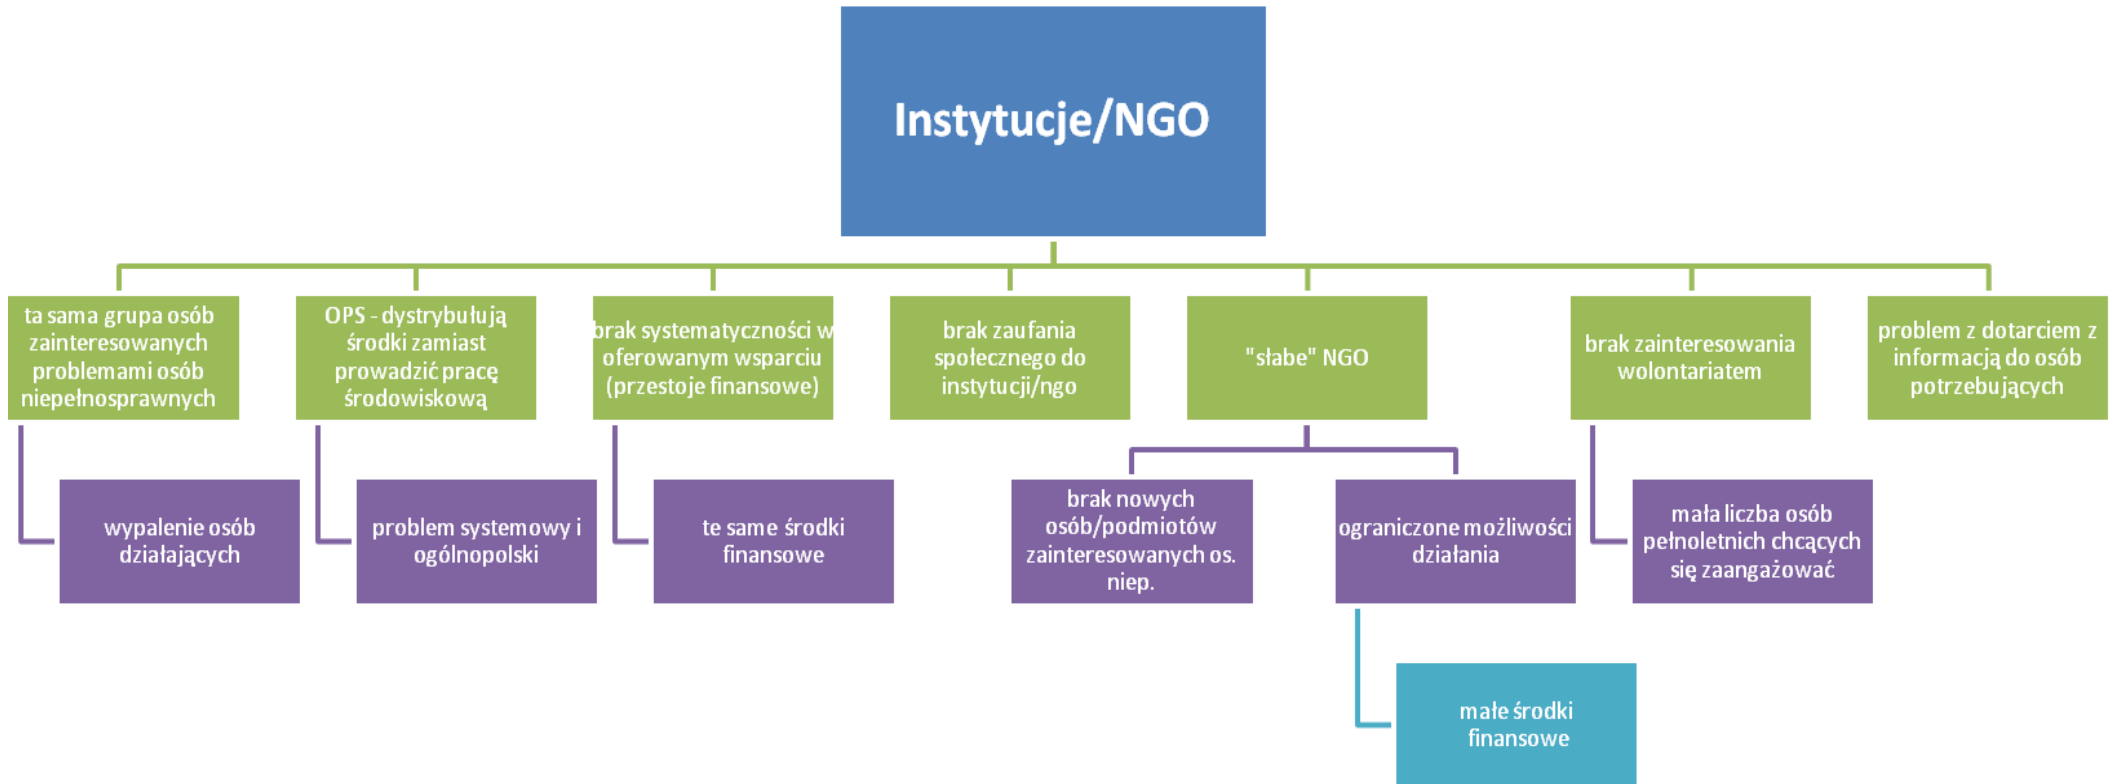 Instytucje/NGO
ta sama grupa osób
zainteresowanych
problemami osób
niepełnosprawnych
OPS - dystrybułują
środki zamiast
prowadzić pracę
środowiskową
brak systematyczności w
oferowanym wsparciu
(przestoje finansowe)
brak zaufania
społecznego do
instytucji/ngo
"słabe" NGO
brak zainteresowania
wolontariatem
problem z dotarciem z
informacją do osób
potrzebujących
wypalenie osób
działających
problem systemowy i
ogólnopolski
te same środki
finansowe
brak nowych
osób/podmiotów
zainteresowanych os.
niep.
ograniczone możliwości
działania
mała liczba osób
pełnoletnich chcących
się zaangażować
małe środki
finansowe